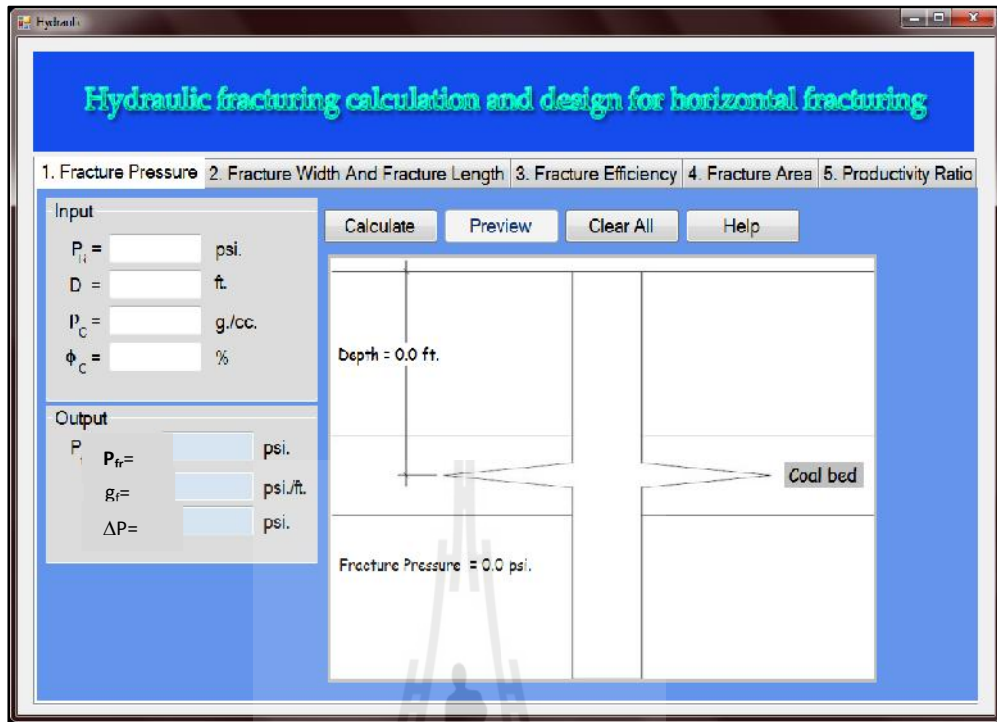 Hydraulic fracturing calculation and design for horizontal fracturing
1. Fracture Pressure 2. Fracture Width And Fracture Length 3. Fracture Efficiency 4. Fracture Area 5. Productivity Ratio
Input
= psi.
D = ft.
= g./cc.
ϕC = %
Calculate Preview Clear All Help
Depth = 0.0 ft.
Coal bed
Fracture Pressure = 0.0 psi.
Output
Pfr= psi.
gf= psi./ft.
ΔP= psi.